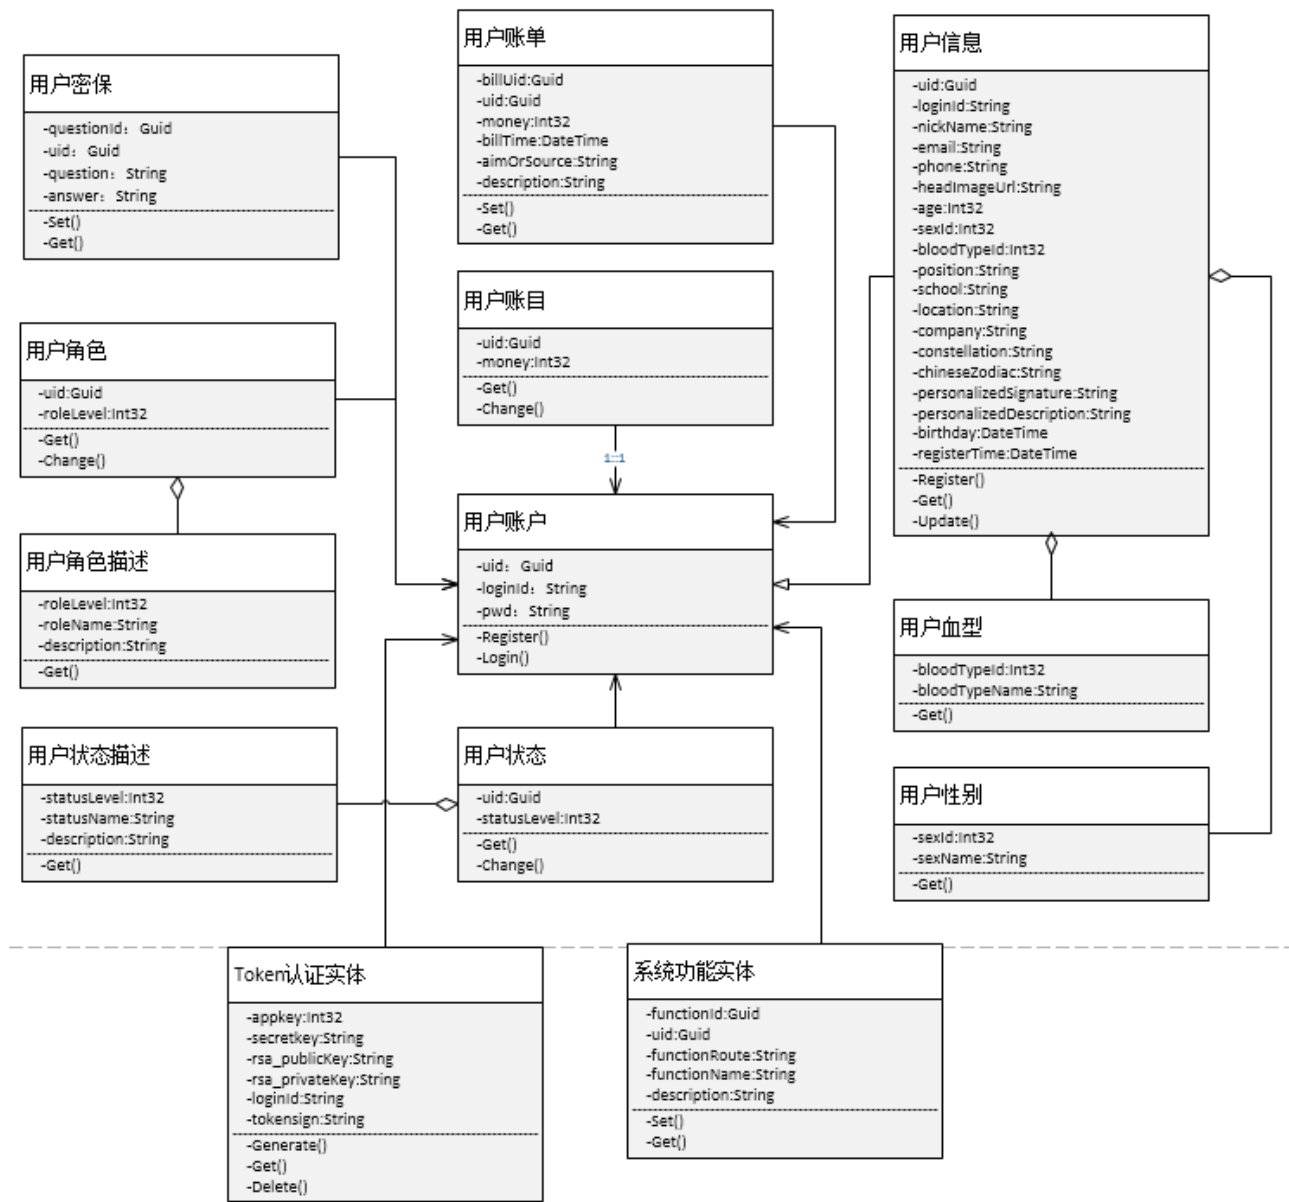 用户密保
-questionId：Guid
-uid：Guid
-question：String
-answer：String
-Set()
-Get()
用户账单
-billUid:Guid
-uid:Guid
-money:Int32
-billTime:DateTime
-aimOrSource:String
-description:String
-Set()
-Get()
用户信息
-uid:Guid
-loginId:String
-nickName:String
-email:String
-phone:String
-headImageUrl:String
-age:Int32
-sexId:Int32
-bloodTypeId:Int32
-position:String
-school:String
-location:String
-company:String
-constellation:String
-chineseZodiac:String
-personalizedSignature:String
-personalizedDescription:String
-birthday:DateTime
-registerTime:DateTime
-Register()
-Get()
-Update()
用户账目
-uid:Guid
-money:Int32
-Get()
-Change()
1::1
用户角色
-uid:Guid
-roleLevel:Int32
-Get()
-Change()
用户账户
-uid：Guid
-loginId：String
-pwd：String
-Register()
-Login()
用户角色描述
-roleLevel:Int32
-roleName:String
-description:String
-Get()
用户血型
-bloodTypeId:Int32
-bloodTypeName:String
-Get()
用户状态描述
-statusLevel:Int32
-statusName:String
-description:String
-Get()
用户状态
-uid:Guid
-statusLevel:Int32
-Get()
-Change()
用户性别
-sexId:Int32
-sexName:String
-Get()
Token认证实体
-appkey:Int32
-secretkey:String
-rsa_publicKey:String
-rsa_privateKey:String
-loginId:String
-tokensign:String
-Generate()
-Get()
-Delete()
系统功能实体
-functionId:Guid
-uid:Guid
-functionRoute:String
-functionName:String
-description:String
-Set()
-Get()